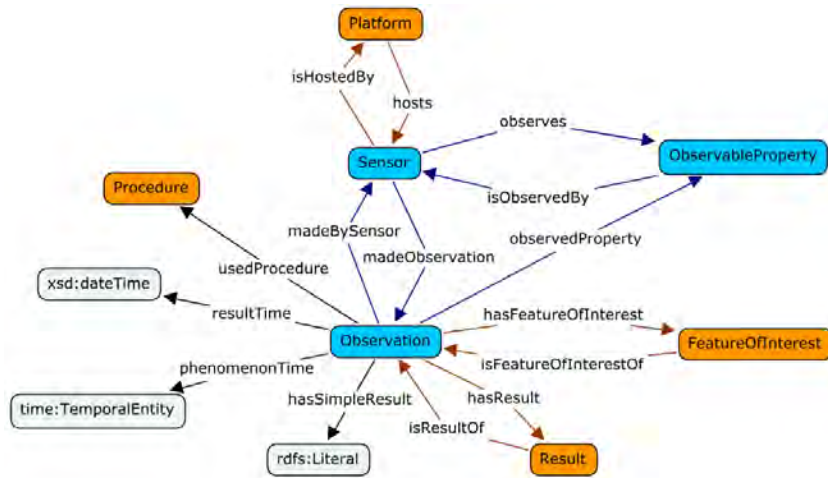 Platform
isHostedBy
hosts
observes
Sensor
ObservableProperty
Procedure
isObservedBy
madeBySensor
observedProperty
madeObservation
usedProcedure
xsd:dateTime
resultTime
hasFeatureOfInterest
Observation
FeatureOfInterest
phenomenonTime
isFeatureOfInterestOf
hasSimpleResult
hasResult
time:TemporalEntity
isResultOf
rdfs:Literal
Result